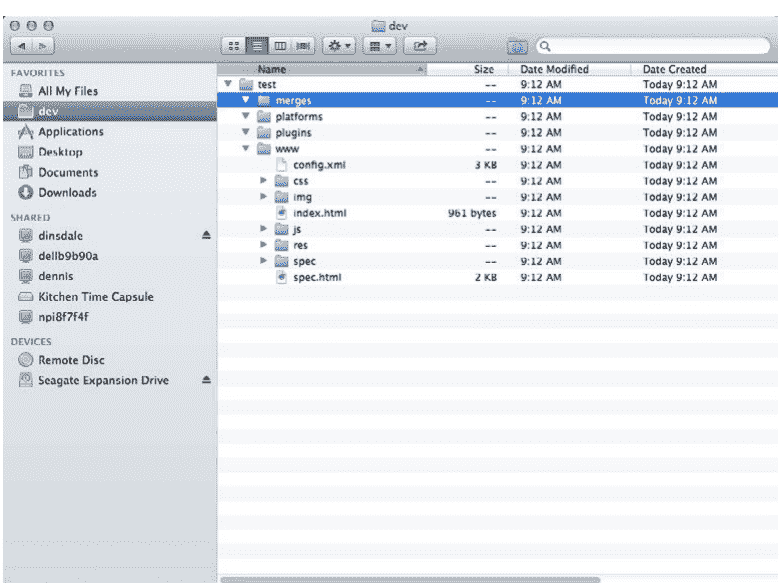 dev
Name Size Date Modified Date Created
FAVORITES
All My Files
dev
Applications
Desktop
Documents
Downloads
SHARED
dinsdale
dellb9b90a
dennis
Kitchen Time Capsule
npi8f7f4f
DEVICES
Remote Disc
Seagate Expansion Drive
test -- 9:12 AM Today 9:12 AM
merges -- 9:12 AM Today 9:12 AM
platforms -- 9:12 AM Today 9:12 AM
plugins -- 9:12 AM Today 9:12 AM
www -- 9:12 AM Today 9:12 AM
config.xml 3 KB 9:12 AM Today 9:12 AM
css -- 9:12 AM Today 9:12 AM
img -- 9:12 AM Today 9:12 AM
index.html 961 bytes 9:12 AM Today 9:12 AM
js -- 9:12 AM Today 9:12 AM
res -- 9:12 AM Today 9:12 AM
spec -- 9:12 AM Today 9:12 AM
spec.html 2 KB 9:12 AM Today 9:12 AM